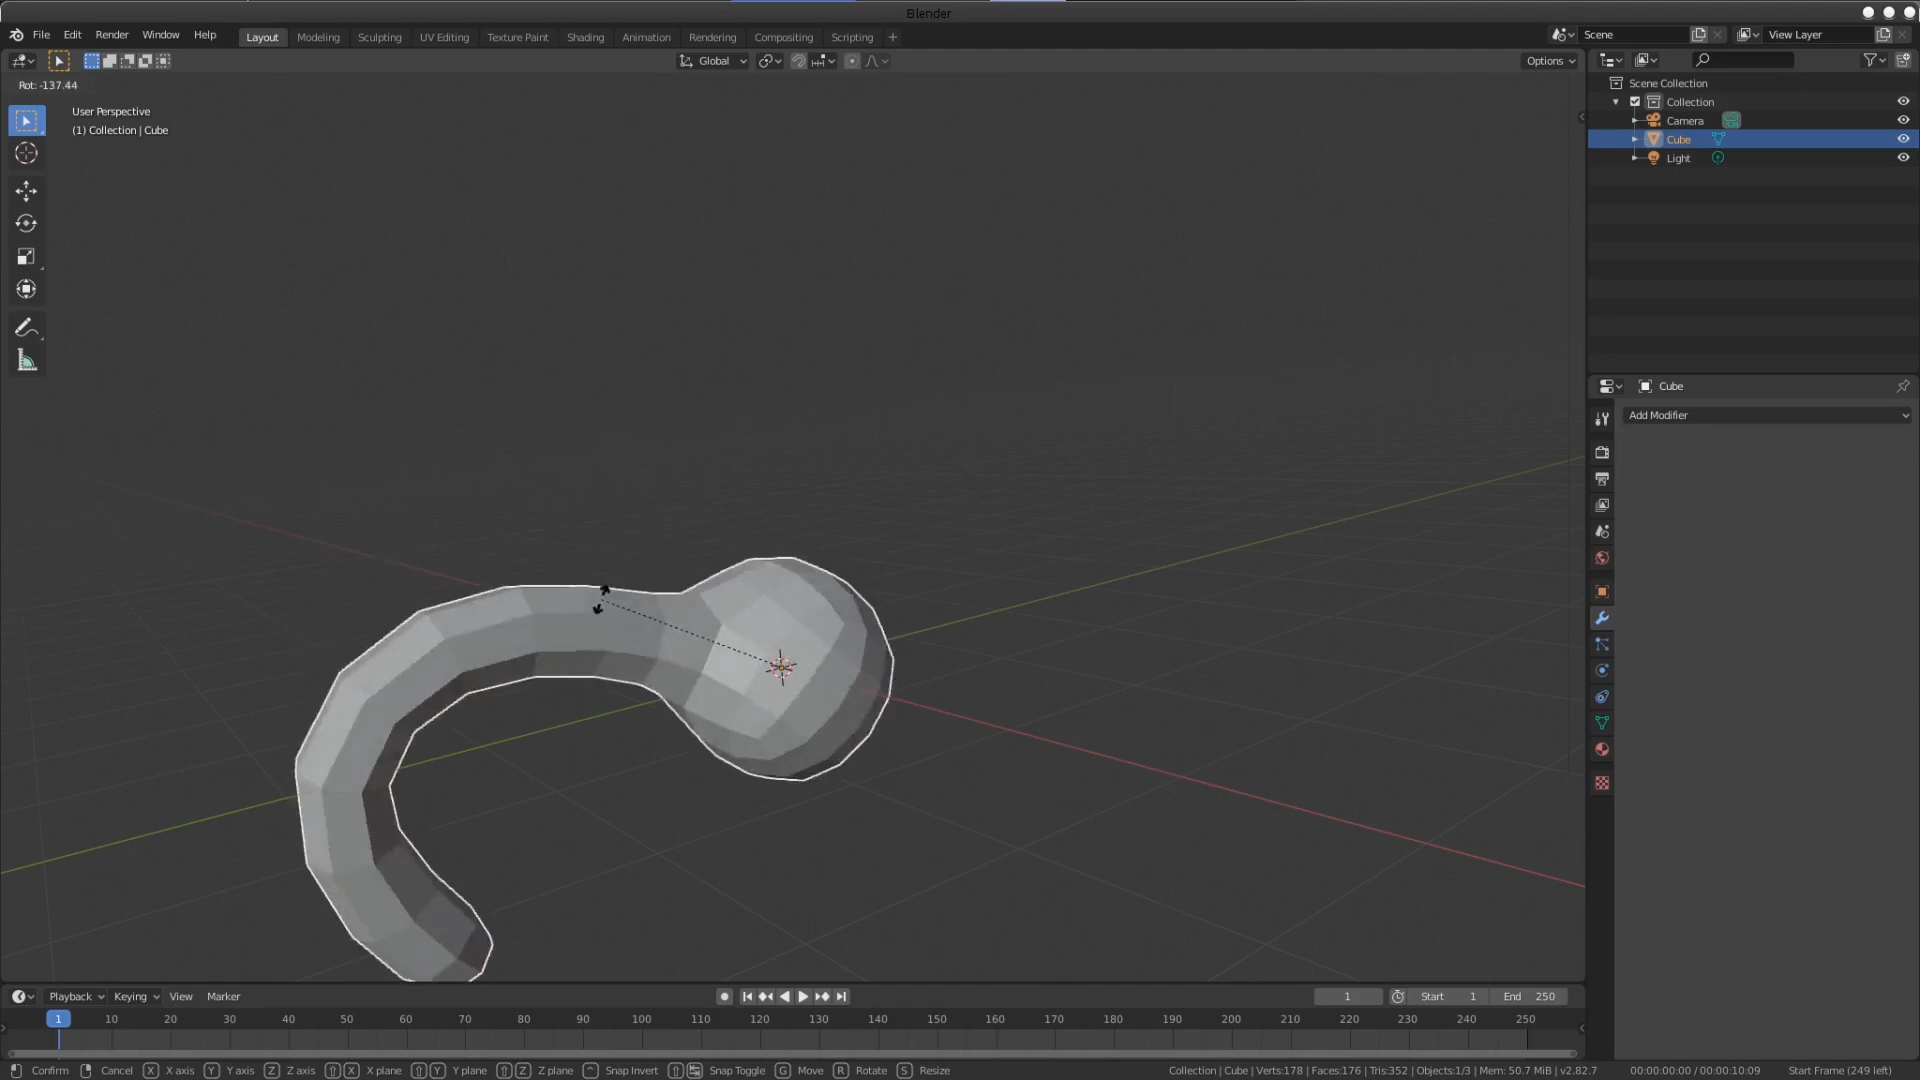 Blender
File Edit Render Window Help Layout Modeling Sculpting UV Editing Texture Paint Shading Animation Rendering Compositing Scripting + Scene View Layer
Global Options
Rot: -137.44
User Perspective
(1) Collection | Cube
Scene Collection
Collection
Camera
Cube
Light
Cube
Add Modifier
Playback Keying View Marker 1 Start 1 End 250
1 10 20 30 40 50 60 70 80 90 100 110 120 130 140 150 160 170 180 190 200 210 220 230 240 250
Confirm Cancel X X axis Y Y axis Z Z axis X X plane Y Y plane Z Z plane Snap Invert Snap Toggle G Move R Rotate S Resize Collection | Cube | Verts:178 | Faces:176 | Tris:352 | Objects:1/3 | Mem: 50.7 MiB | v2.82.7 00:00:00:00 / 00:00:10:09 Start Frame (249 left)